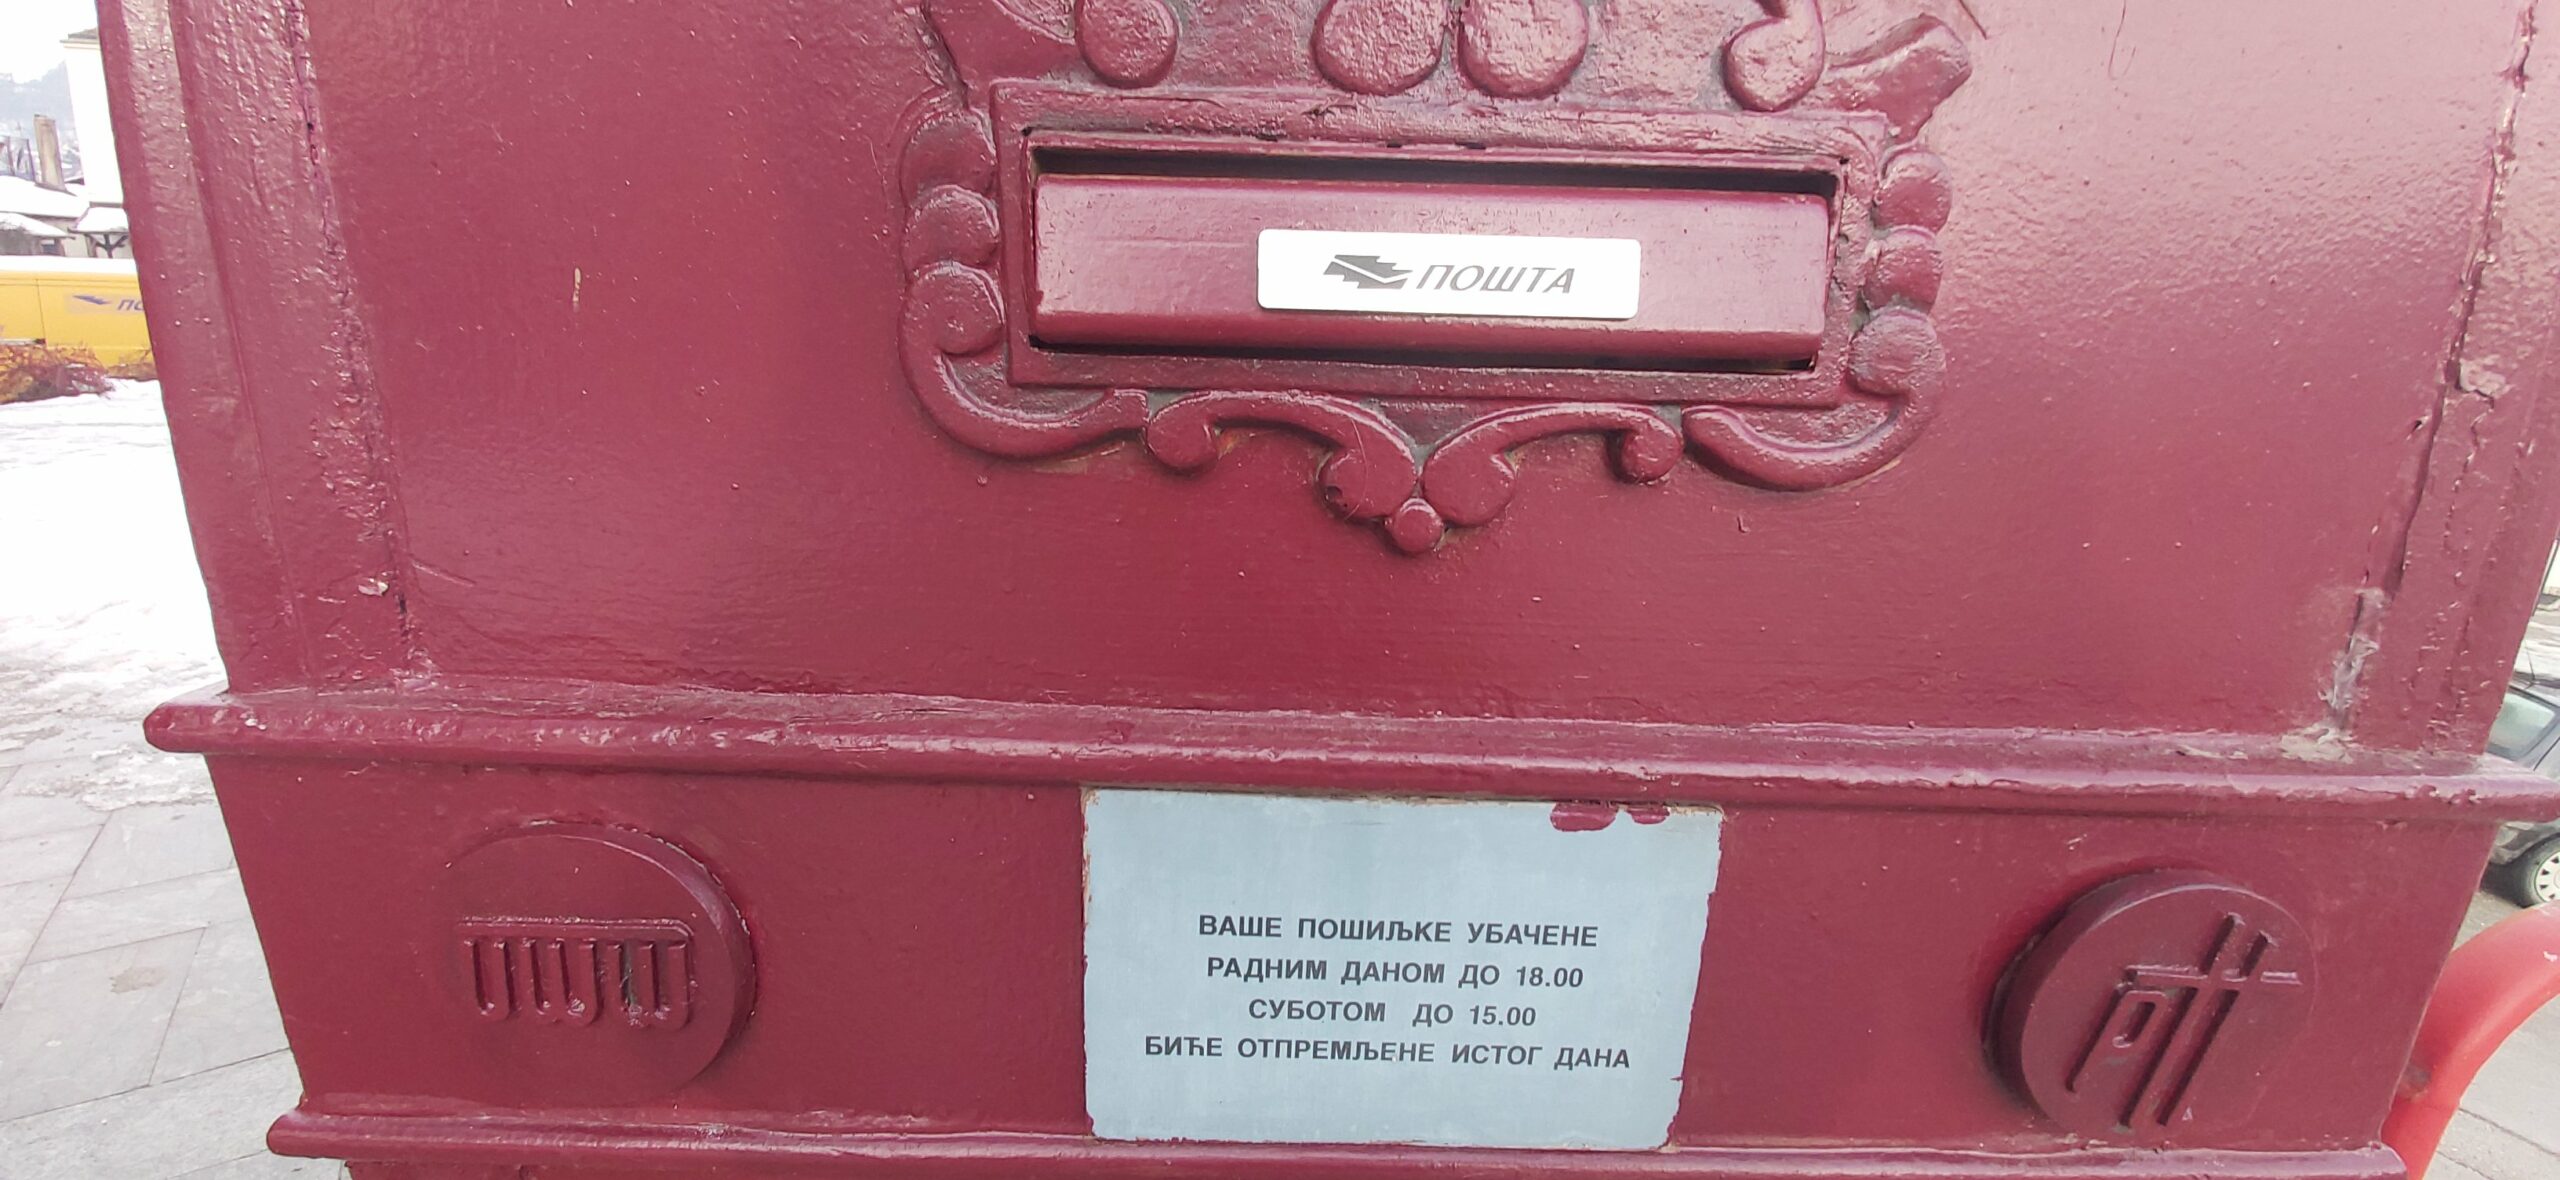 ПОШТА
ВАШЕ ПОШИЉКЕ УБАЧЕНЕ
РАДНИМ ДАНОМ ДО 18.00
СУБОТОМ ДО 15.00
БИЋЕ ОТПРЕМЉЕНЕ ИСТОГ ДАНА